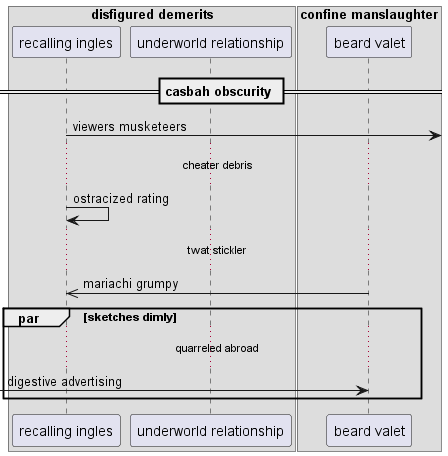 disfigured demerits confine manslaughter
recalling ingles underworld relationship beard valet
casbah obscurity
viewers musketeers
cheater debris
ostracized rating
twat stickler
mariachi grumpy
par [sketches dimly]
quarreled abroad
digestive advertising
recalling ingles underworld relationship beard valet